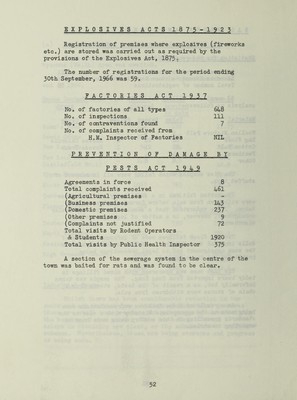 EXPLOSIVES ACTS 1875-1923
Registration of premises where explosives (fireworks
etc.) are stored was carried out as required by the
provisions of the Explosives Act, 1875.
The number of registrations for the period ending
30th September, 1966 was 59.
FACTORIES ACT 1937
No. of factories of all types 648
No. of inspections 111
No. of contraventions found 7
No. of complaints received from
H.M. Inspector of Factories NIL
PREVENTION OF DAMAGE BY
PESTS ACT 1949
Agreements in force 8
Total complaints received 461
(Agricultural premises -
(Business premises 143
(Domestic premises 237
(Other premises 9
(Complaints not justified 72
Total visits by Rodent Operators
& Students 1920
Total visits by Public Health Inspector 375
A section of the sewerage system in the centre of the
town was baited for rats and was found to be clear.
52